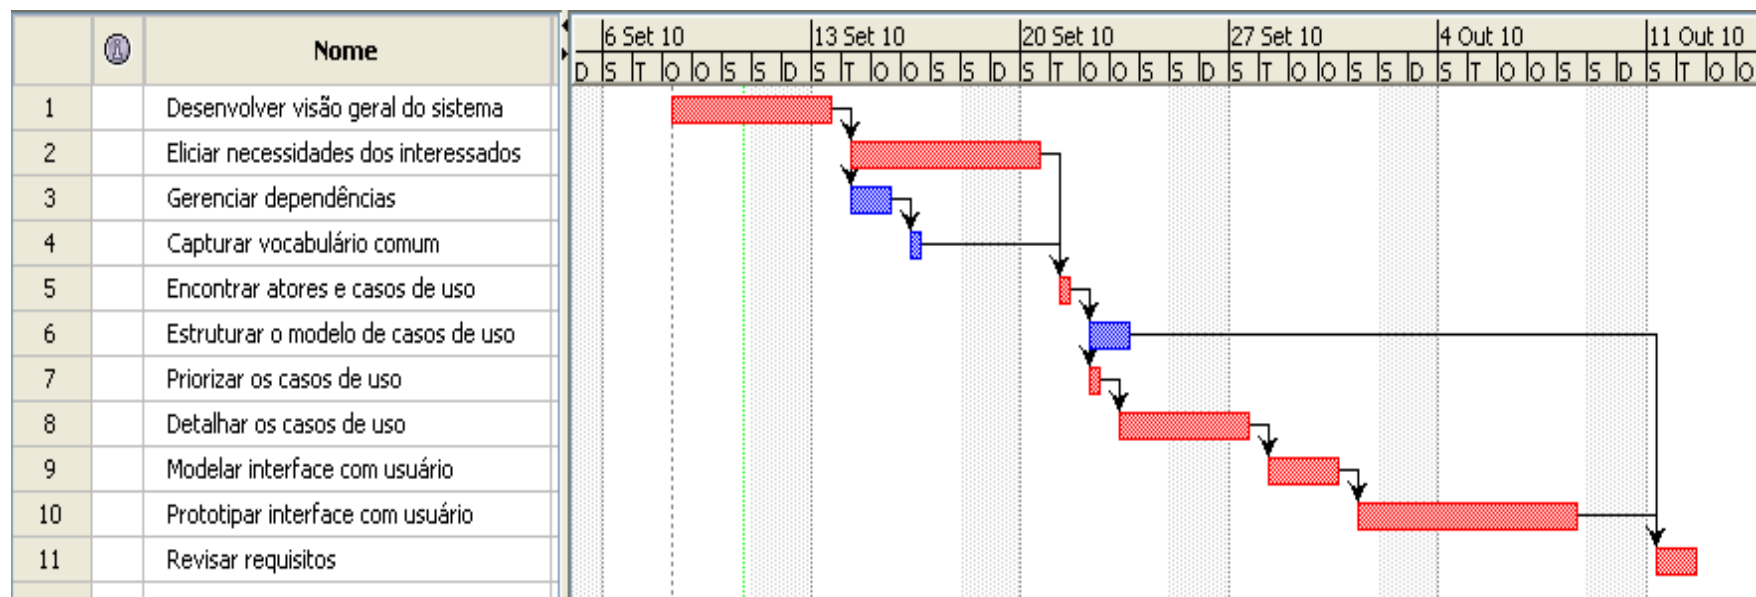 Nome
6 Set 10 13 Set 10 20 Set 10 27 Set 10 4 Out 10 11 Out 10
D S T O O S S D S T O O S S D S T O O S S D S T O O S S D S T O O S S D S T O O
1 Desenvolver visão geral do sistema
2 Eliciar necessidades dos interessados
3 Gerenciar dependências
4 Capturar vocabulário comum
5 Encontrar atores e casos de uso
6 Estruturar o modelo de casos de uso
7 Priorizar os casos de uso
8 Detalhar os casos de uso
9 Modelar interface com usuário
10 Prototipar interface com usuário
11 Revisar requisitos